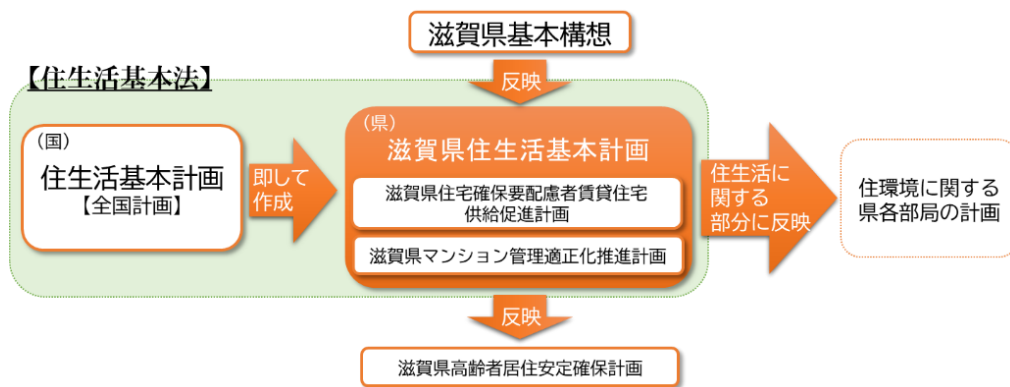 滋賀県基本構想
【住生活基本法】
反映
(国)
住生活基本計画
【全国計画】
即して
作成
(県)
滋賀県住生活基本計画
滋賀県住宅確保要配慮者賃貸住宅
供給促進計画
滋賀県マンション管理適正化推進計画
住生活に
関する
部分に反映
住環境に関する
県各部局の計画
反映
滋賀県高齢者居住安定確保計画